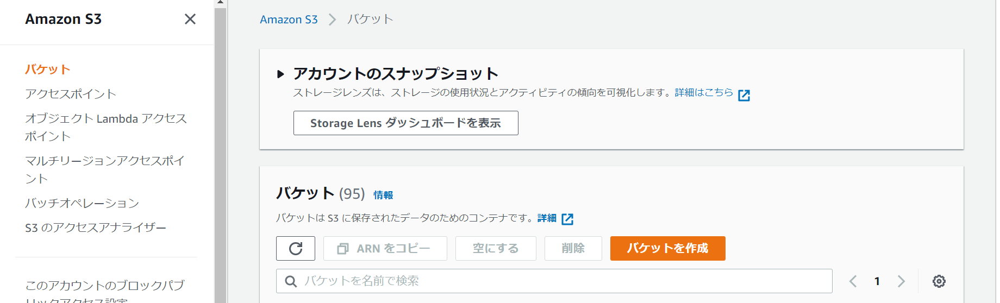 Amazon S3
バケット
アクセスポイント
オブジェクト Lambda アクセス
ポイント
マルチリージョンアクセスポイ
ント
バッチオペレーション
S3 のアクセスアナライザー
このアカウントのブロックパブ
リックアクセス設定
Amazon S3 バケット
アカウントのスナップショット
ストレージレンズは、ストレージの使用状況とアクティビティの傾向を可視化します。詳細はこちら
Storage Lens ダッシュボードを表示
バケット (95) 情報
バケットは S3 に保存されたデータのためのコンテナです。詳細
ARN をコピー 空にする 削除 バケットを作成
バケットを名前で検索 1